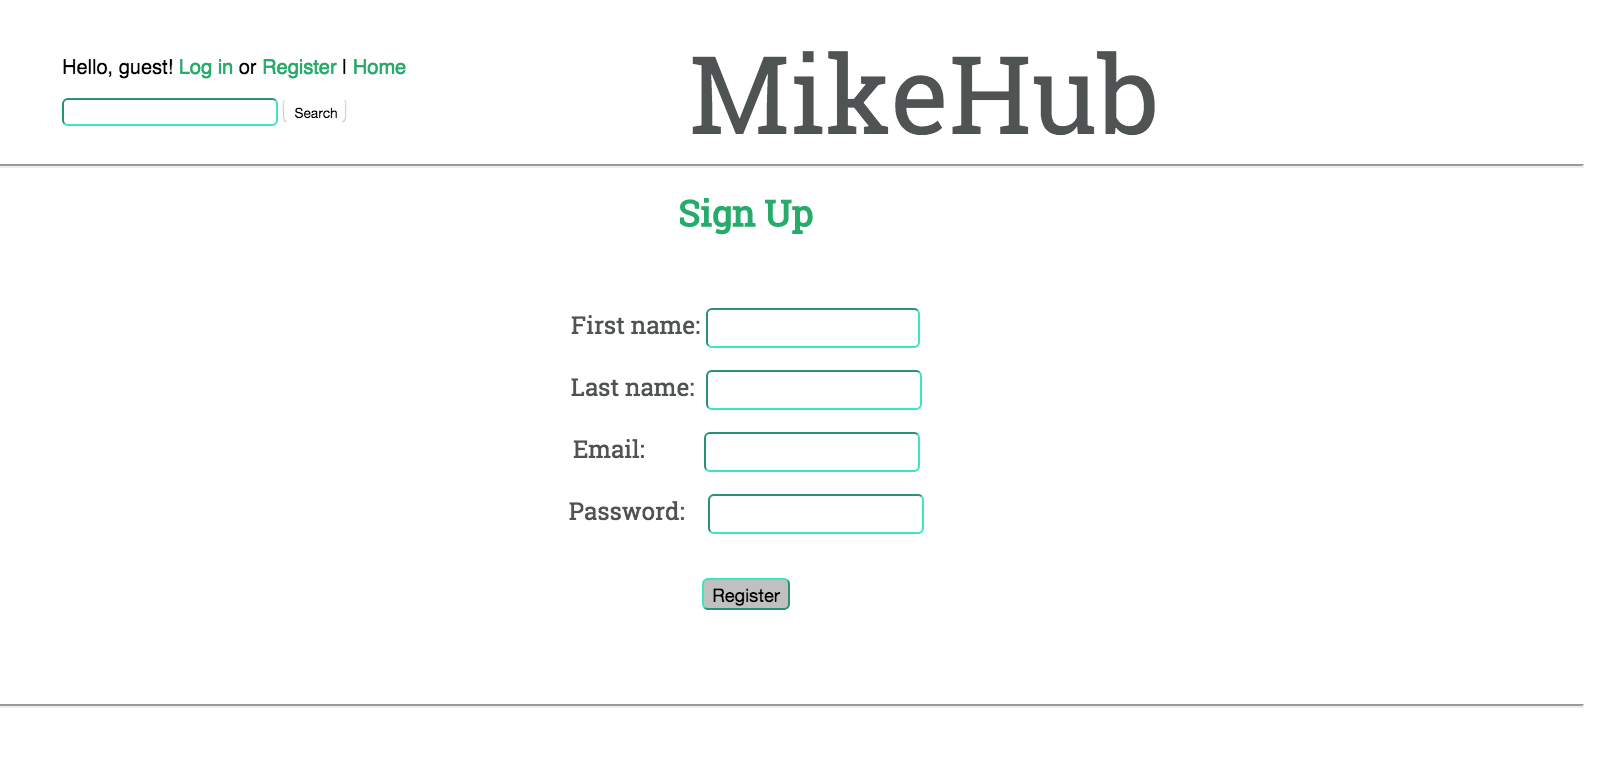 Hello, guest! Log in or Register | Home
Search
MikeHub
Sign Up
First name:
Last name:
Email:
Password:
Register